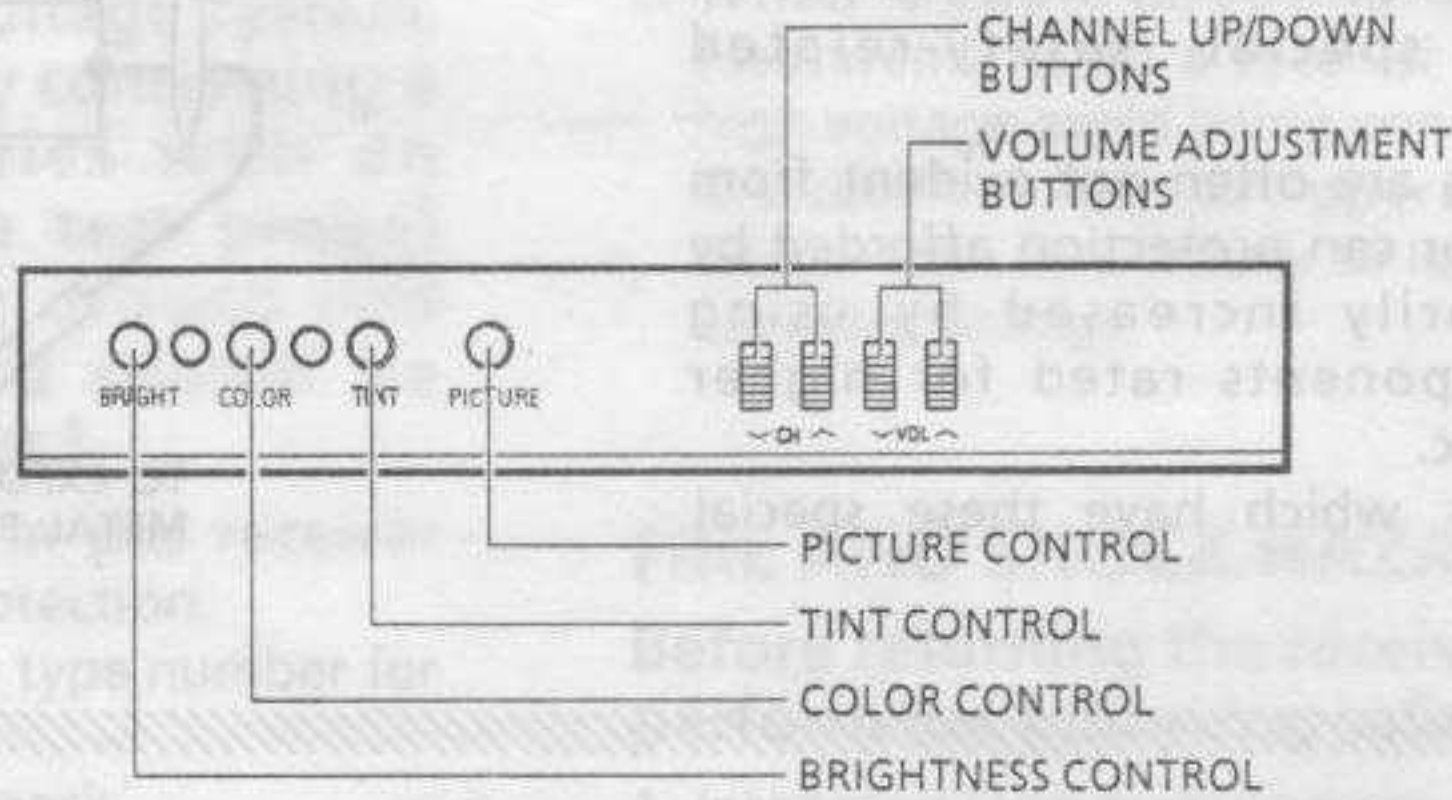 CHANNEL UP/DOWN
BUTTONS
VOLUME ADJUSTMENT
BUTTONS
BRIGHT COLOR TINT PICTURE
CH VOL
PICTURE CONTROL
TINT CONTROL
COLOR CONTROL
BRIGHTNESS CONTROL